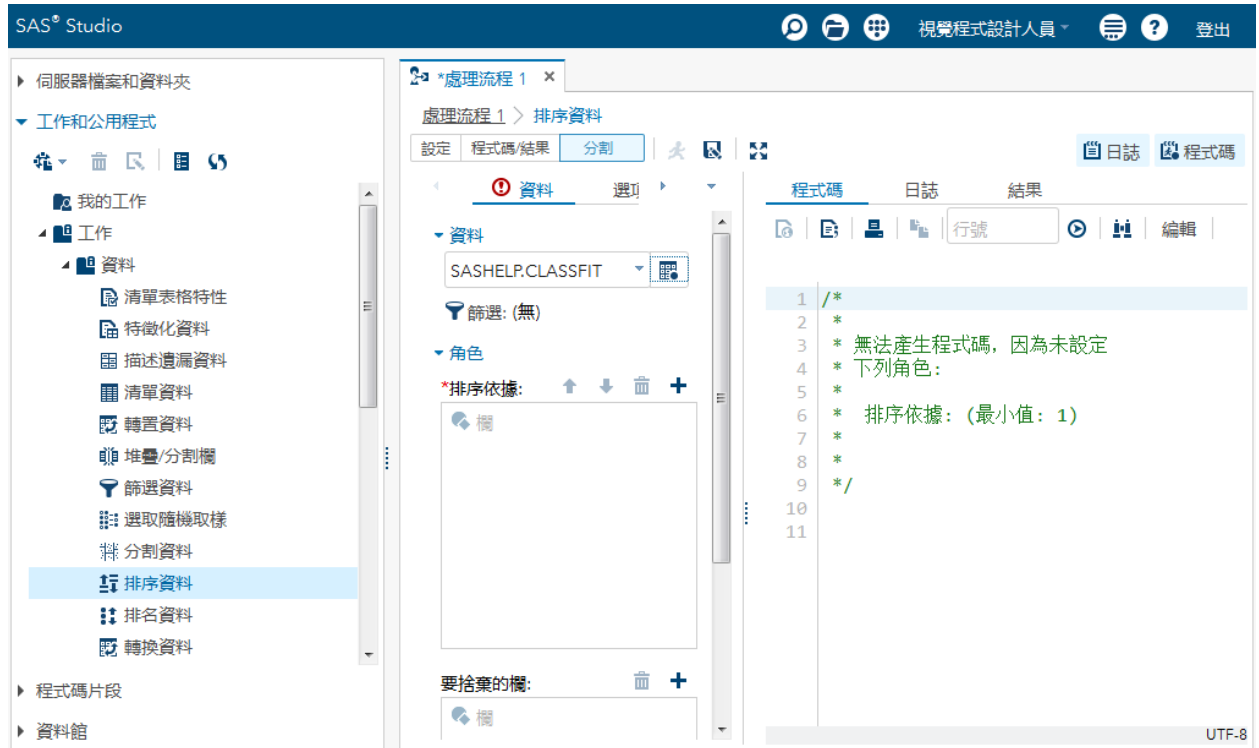 SAS® Studio
視覺程式設計人員
登出
伺服器檔案和資料夾
工作和公用程式
我的工作
工作
資料
清單表格特性
特徵化資料
描述遺漏資料
清單資料
轉置資料
堆疊/分割欄
篩選資料
選取隨機取樣
分割資料
排序資料
排名資料
轉換資料
程式碼片段
資料館
*處理流程 1
處理流程 1 > 排序資料
設定 程式碼/結果 分割
日誌 程式碼
資料
資料
SASHELP.CLASSFIT
篩選: (無)
角色
*排序依據:
欄
要捨棄的欄:
欄
程式碼 日誌 結果
行號 編輯
1 /*
2 *
3 * 無法產生程式碼，因為未設定
4 * 下列角色:
5 *
6 * 排序依據: (最小值: 1)
7 *
8 *
9 */
10
11
UTF-8